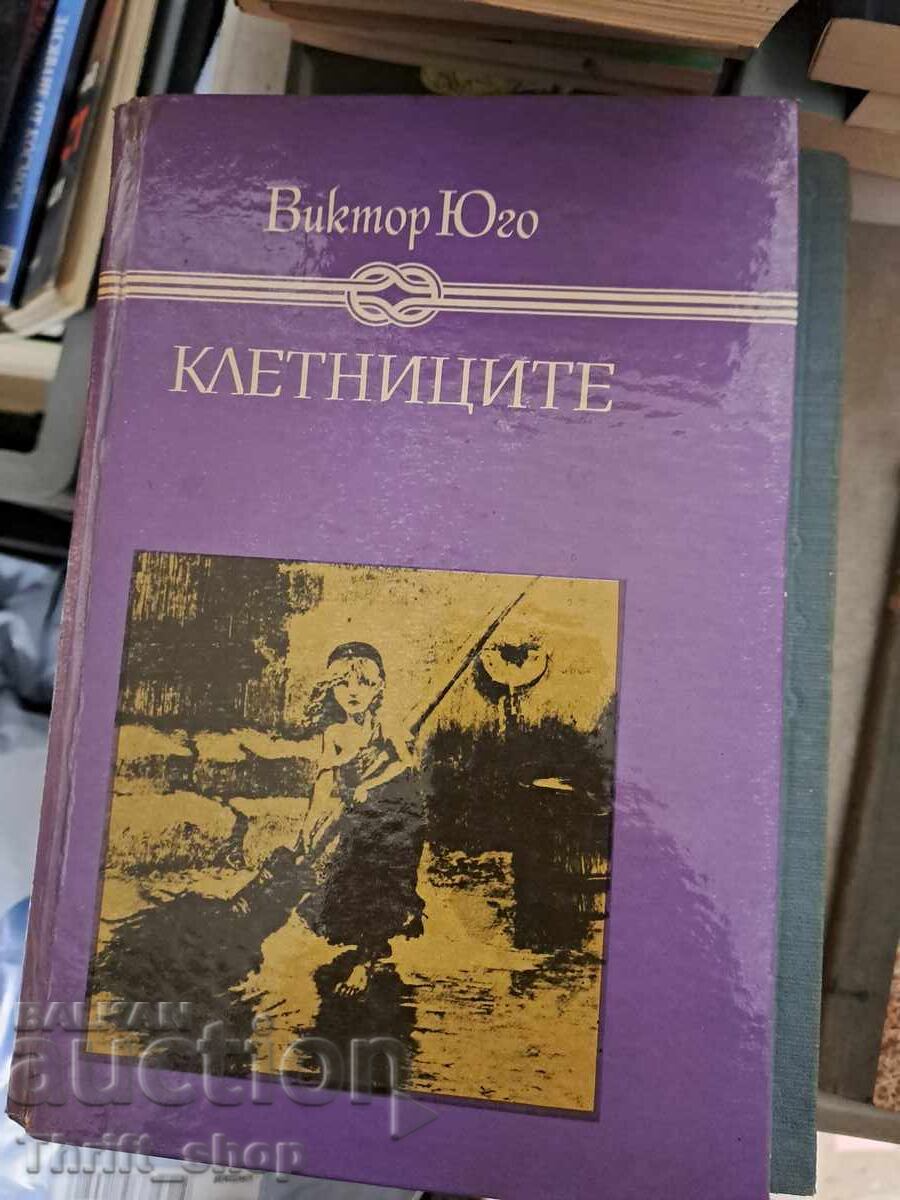 Виктор Юго
КЛЕТНИЦИТЕ
BALKAN
auction
Thrift_shop